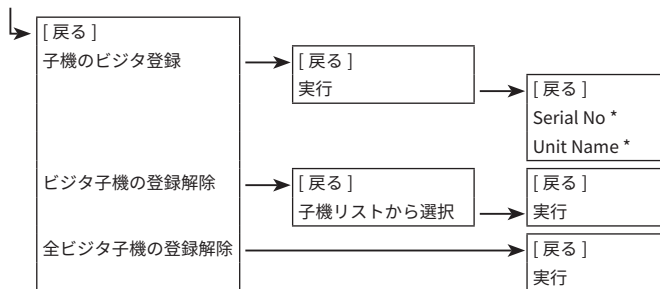 [ 戻る ]
子機のビジタ登録
[ 戻る ]
実行
[ 戻る ]
Serial No *
Unit Name *
ビジタ子機の登録解除
[ 戻る ]
子機リストから選択
[ 戻る ]
実行
全ビジタ子機の登録解除
[ 戻る ]
実行